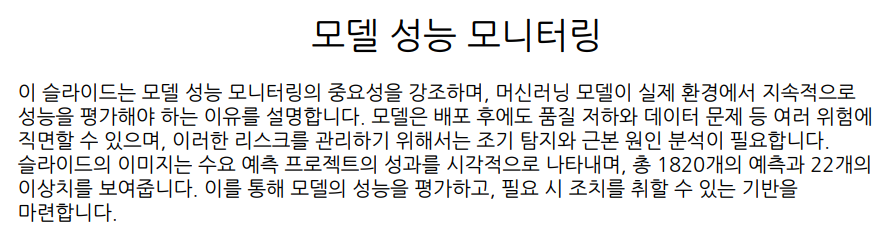 모델 성능 모니터링
이 슬라이드는 모델 성능 모니터링의 중요성을 강조하며, 머신러닝 모델이 실제 환경에서 지속적으로
성능을 평가해야 하는 이유를 설명합니다. 모델은 배포 후에도 품질 저하와 데이터 문제 등 여러 위험에
직면할 수 있으며, 이러한 리스크를 관리하기 위해서는 조기 탐지와 근본 원인 분석이 필요합니다.
슬라이드의 이미지는 수요 예측 프로젝트의 성과를 시각적으로 나타내며, 총 1820개의 예측과 22개의
이상치를 보여줍니다. 이를 통해 모델의 성능을 평가하고, 필요 시 조치를 취할 수 있는 기반을
마련합니다.